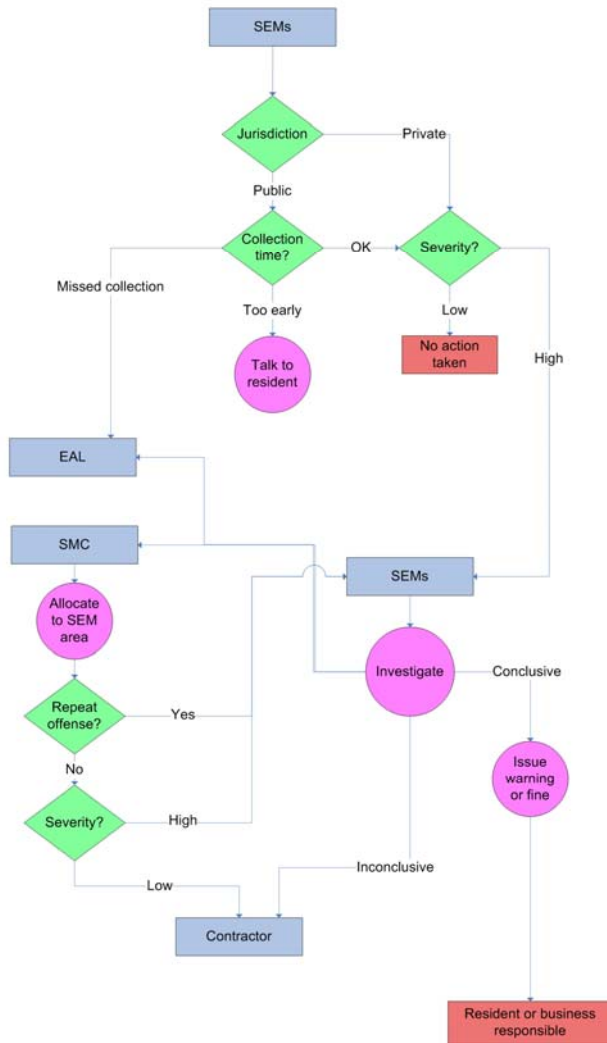 SEMs
Jurisdiction
Private
Public
Collection
time?
OK
Severity?
Missed collection
Too early
Low
Talk to
resident
No action
taken
High
EAL
SMC
SEMs
Allocate
to SEM
area
Investigate
Conclusive
Repeat
offense?
Yes
Issue
warning
or fine
No
Severity?
High
Inconclusive
Low
Contractor
Resident or business
responsible